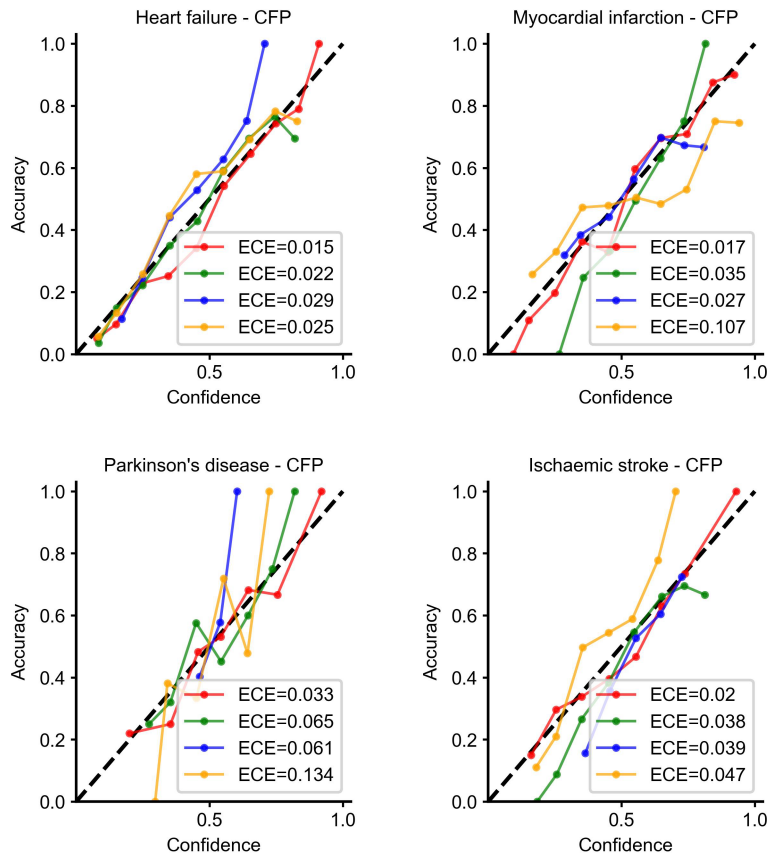 Heart failure - CFP
1.0
0.8
0.6
0.4
0.2
0.0
Accuracy
ECE=0.015
ECE=0.022
ECE=0.029
ECE=0.025
0.5
1.0
Confidence
Myocardial infarction - CFP
1.0
0.8
0.6
0.4
0.2
0.0
Accuracy
ECE=0.017
ECE=0.035
ECE=0.027
ECE=0.107
0.5
1.0
Confidence
Parkinson's disease - CFP
1.0
0.8
0.6
0.4
0.2
0.0
Accuracy
ECE=0.033
ECE=0.065
ECE=0.061
ECE=0.134
0.5
1.0
Confidence
Ischaemic stroke - CFP
1.0
0.8
0.6
0.4
0.2
0.0
Accuracy
ECE=0.02
ECE=0.038
ECE=0.039
ECE=0.047
0.5
1.0
Confidence